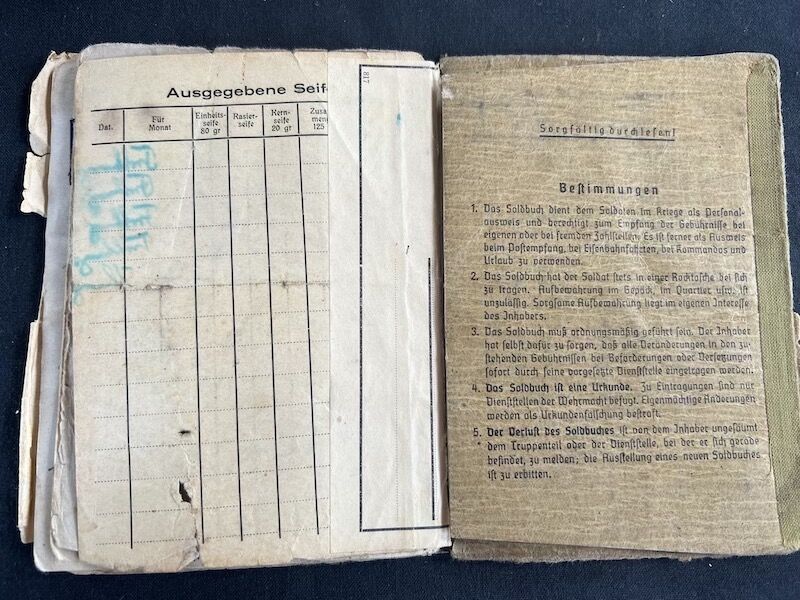 Ausgegebene Seif
Dat.
Für
Monat
Einheits-
seife
80 gr
Rasier-
seife
Kern-
seife
20 gr
Zusa
men
125
817
Sorgfältig durchlesen!
Bestimmungen
1. Das Soldbuch dient dem Soldaten im Kriege als Personal-
ausweis und berechtigt zum Empfang der Gebührnisse bei
eigenen oder bei fremden Zahlstellen. Es ist ferner als Ausweis
beim Postempfang, bei Eisenbahnfahrten, bei Kommandos und
Urlaub zu verwenden.
2. Das Soldbuch hat der Soldat stets in einer Rocktasche bei sich
zu tragen. Aufbewahrung im Gepäck, im Quartier usw. ist
unzulässig. Sorgsame Aufbewahrung liegt im eigenen Interesse
des Inhabers.
3. Das Soldbuch muß ordnungsmäßig geführt sein. Der Inhaber
hat selbst dafür zu sorgen, daß alle Veränderungen in den zu-
stehenden Gebührnissen bei Beförderungen oder Versetzungen
sofort durch seine vorgesetzte Dienststelle eingetragen werden.
4. Das Soldbuch ist eine Urkunde. Zu Eintragungen sind nur
Dienststellen der Wehrmacht befugt. Eigenmächtige Änderungen
werden als Urkundenfälschung bestraft.
5. Der Verlust des Soldbuches ist von dem Inhaber ungesäumt
dem Truppenteil oder der Dienststelle, bei der er sich gerade
befindet, zu melden; die Ausstellung eines neuen Soldbuches
ist zu erbitten.